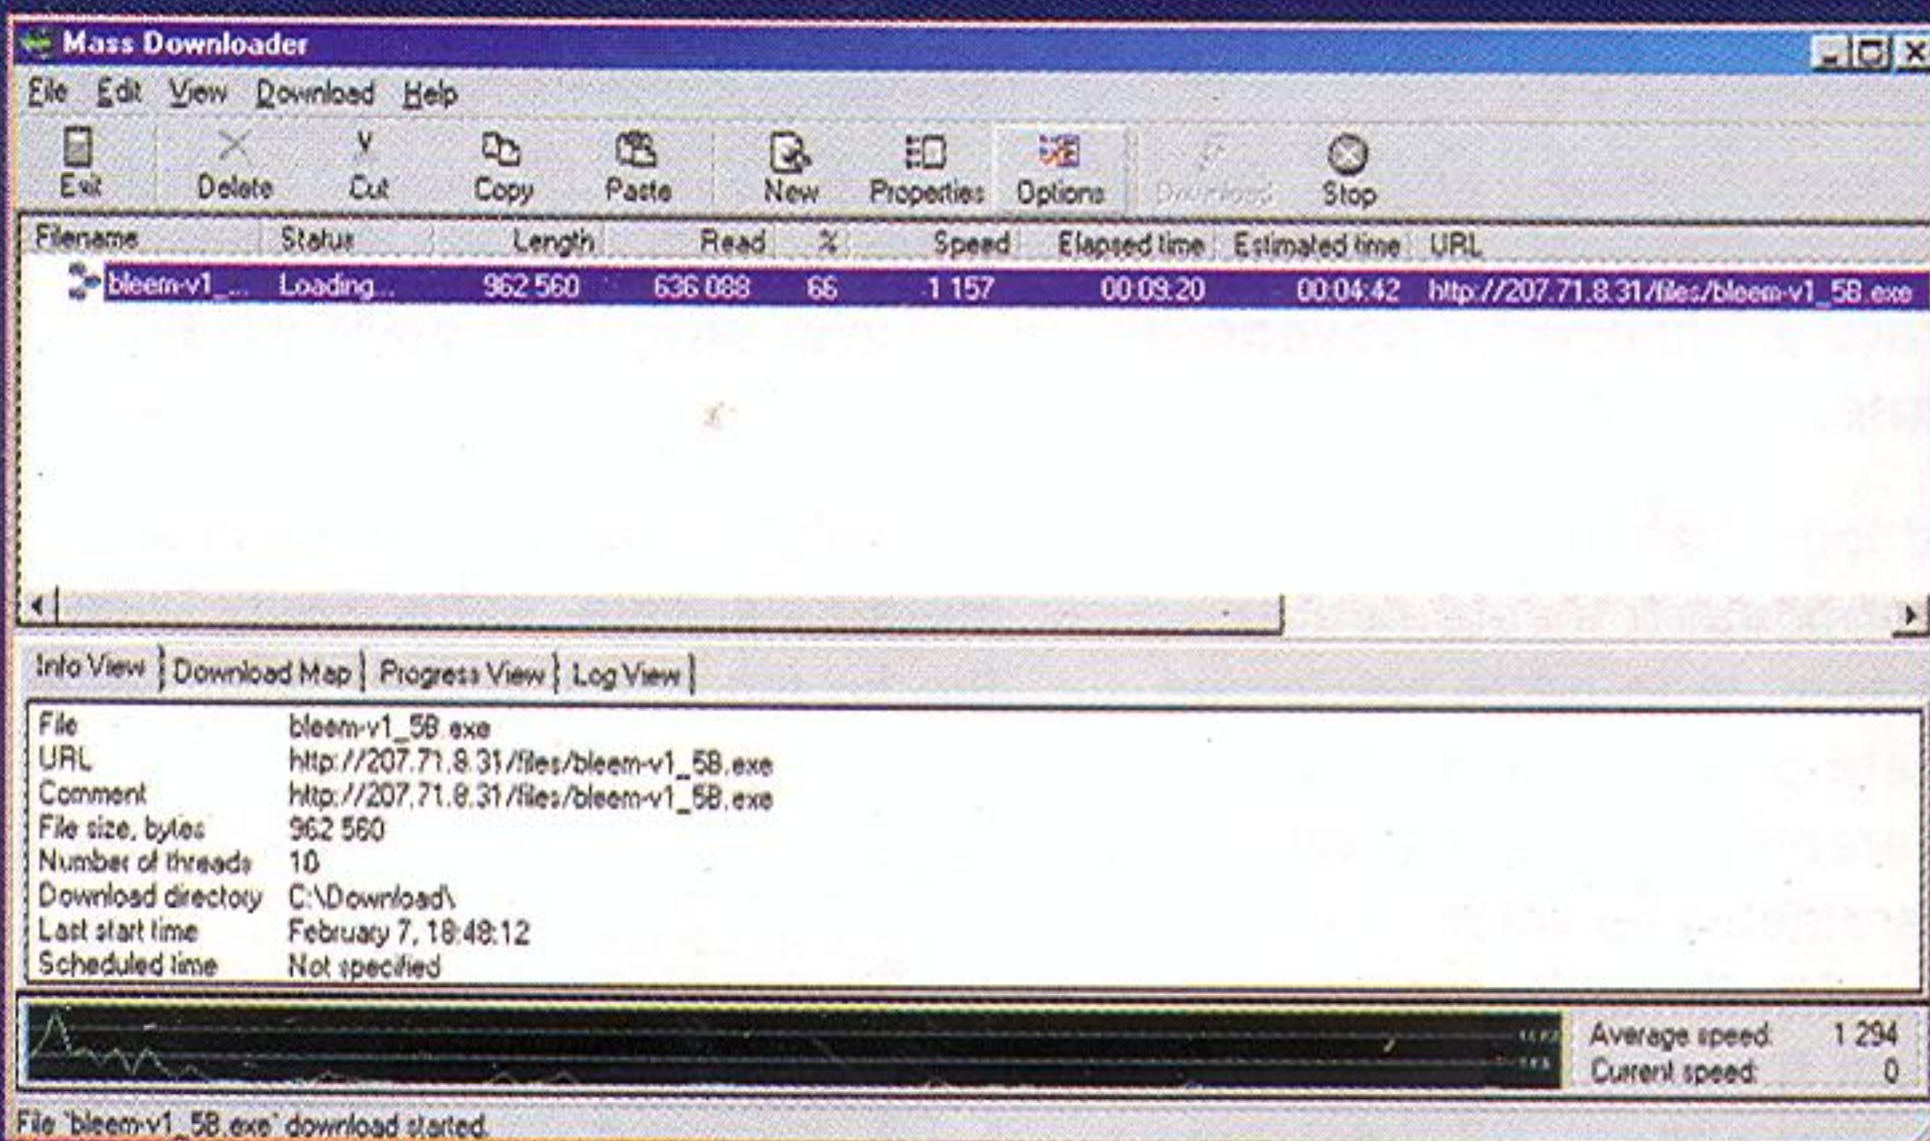 Mass Downloader
File Edit View Download Help
Exit Delete Cut Copy Paste New Properties Options Download Stop
Filename Status Length Read % Speed Elapsed time Estimated time URL
bleem-v1_... Loading... 962 560 636 088 66 1 157 00:09:20 00:04:42 http://207.71.8.31/files/bleem-v1_5B.exe
Info View Download Map Progress View Log View
File bleem-v1_5B.exe
URL http://207.71.8.31/files/bleem-v1_5B.exe
Comment http://207.71.8.31/files/bleem-v1_5B.exe
File size, bytes 962 560
Number of threads 10
Download directory C:\Download\
Last start time February 7, 18:48:12
Scheduled time Not specified
Average speed: 1 294
Current speed: 0
File 'bleem-v1_5B.exe' download started.